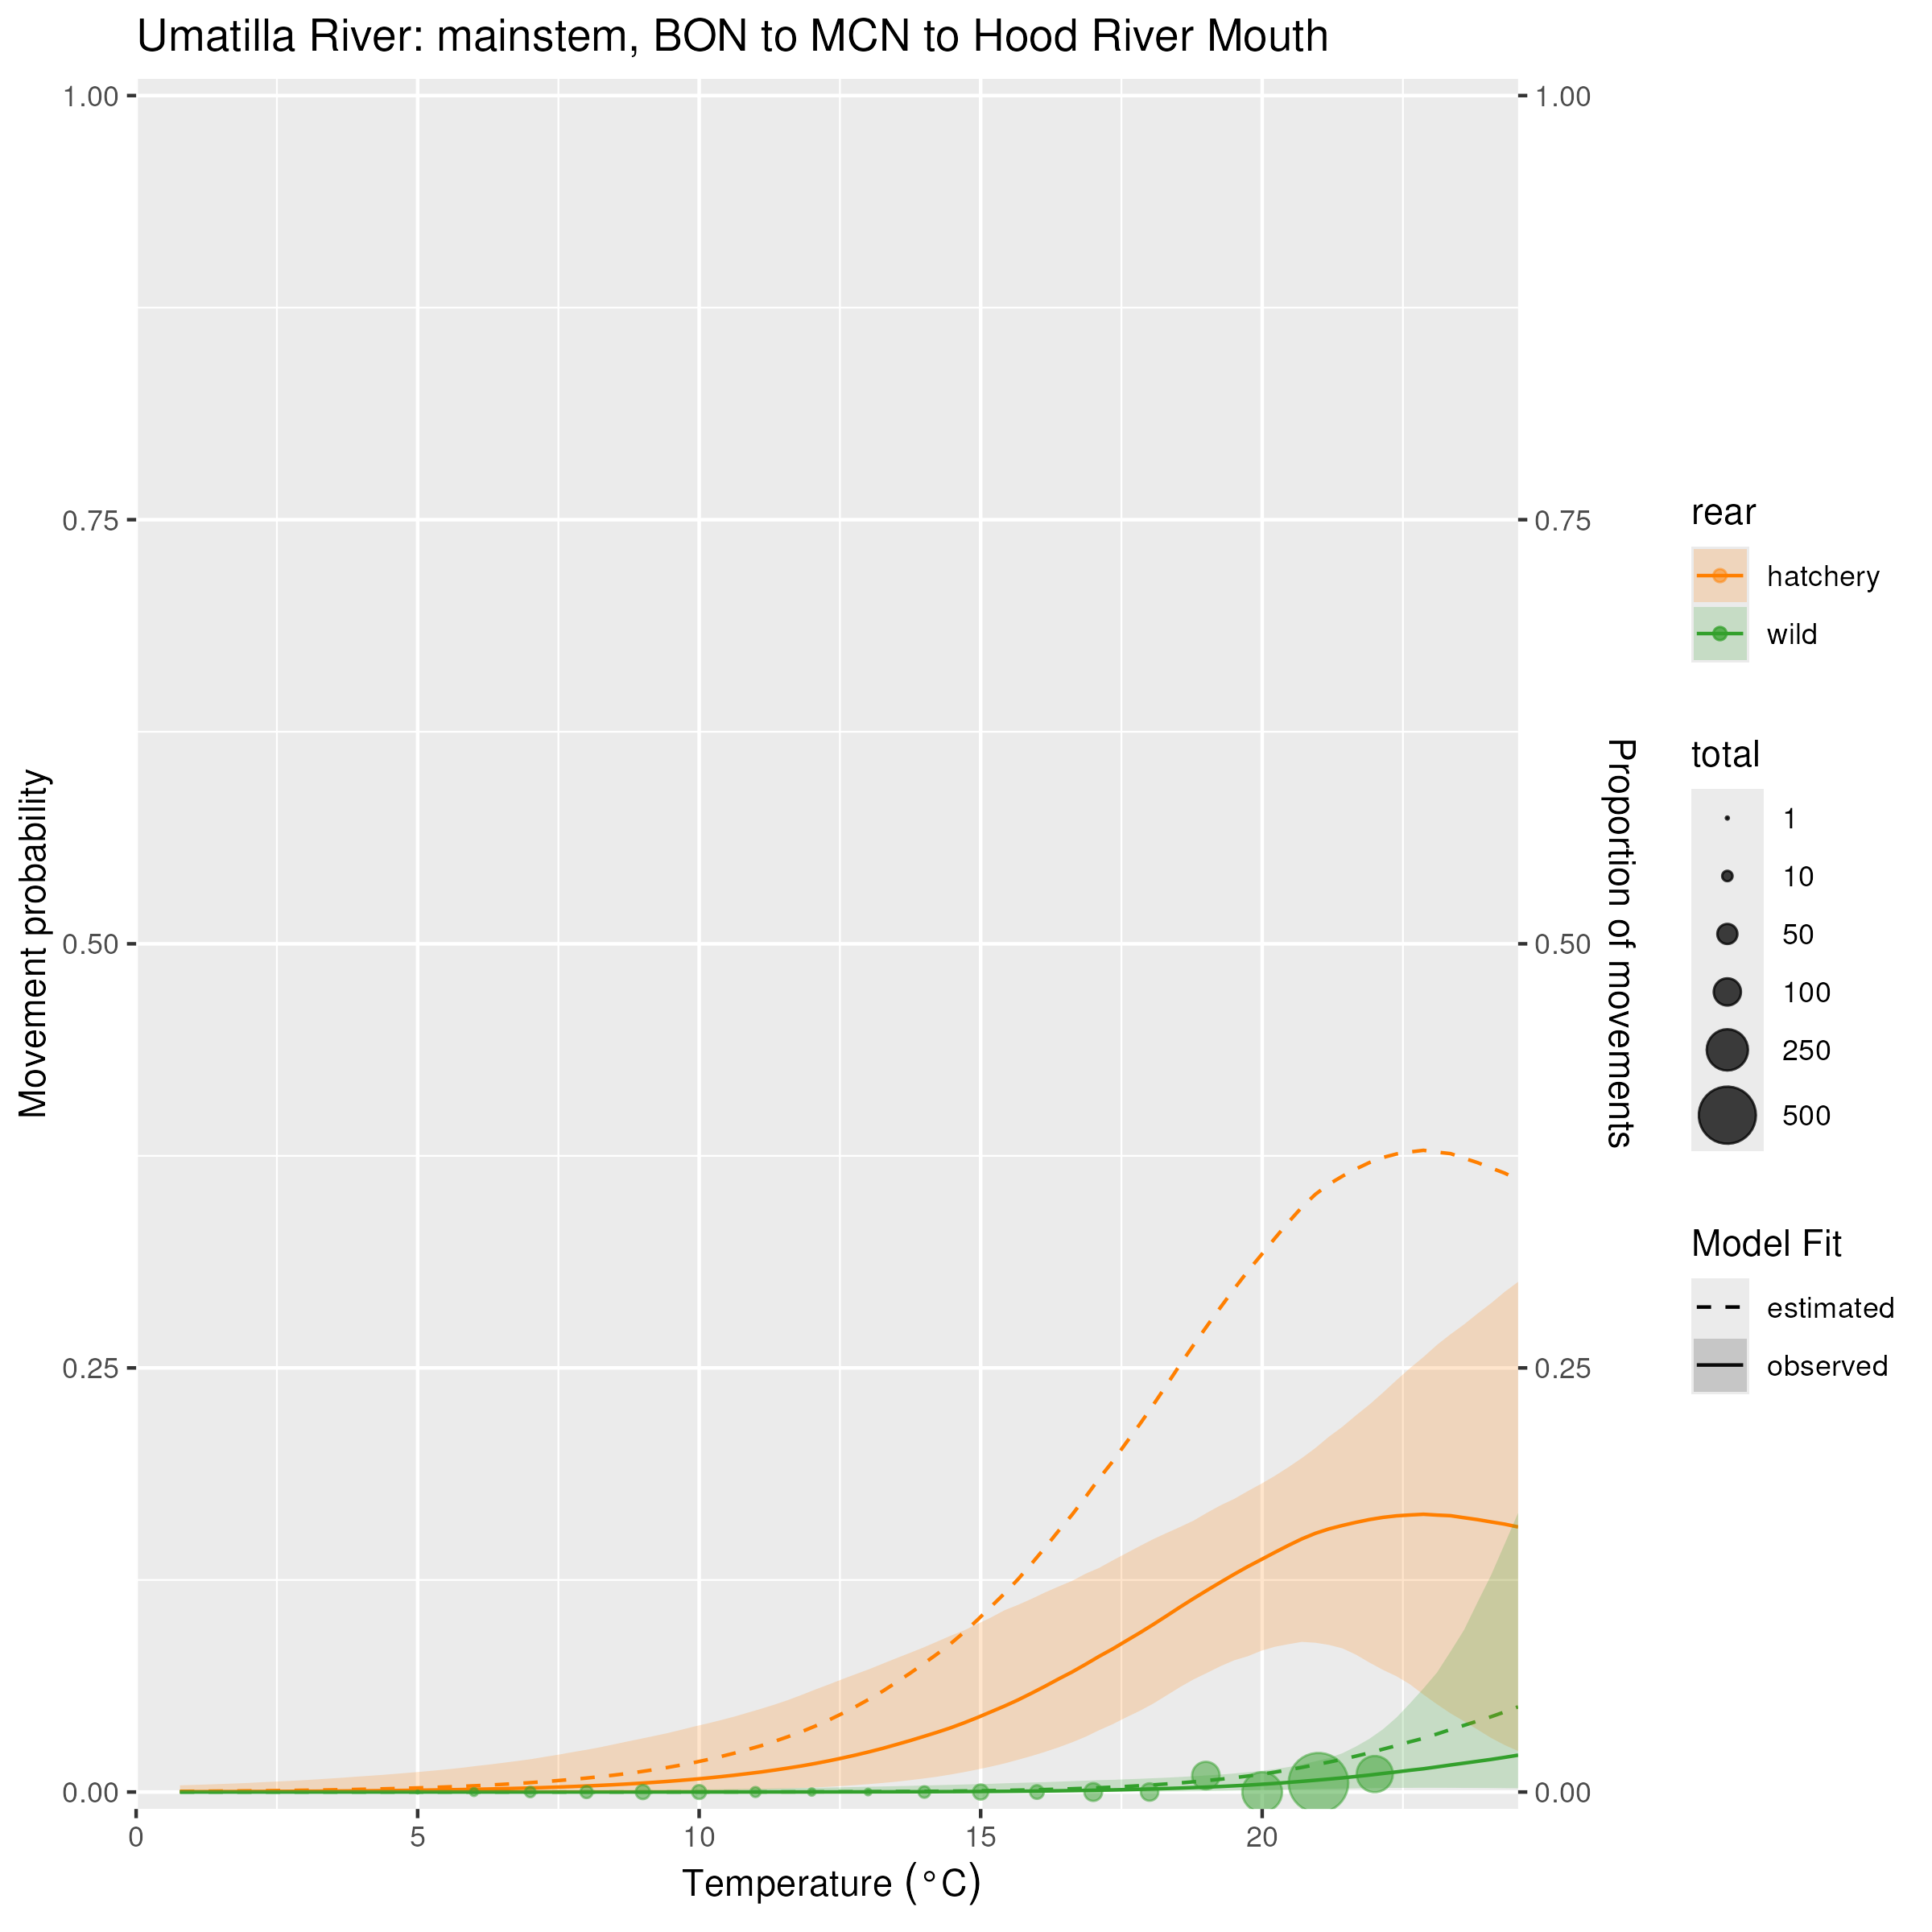 Umatilla River: mainstem, BON to MCN to Hood River Mouth
Movement probability
1.00
0.75
0.50
0.25
0.00
0
5
10
15
20
Temperature (°C)
1.00
0.75
0.50
0.25
0.00
Proportion of movements
rear
hatchery
wild
total
1
10
50
100
250
500
Model Fit
estimated
observed